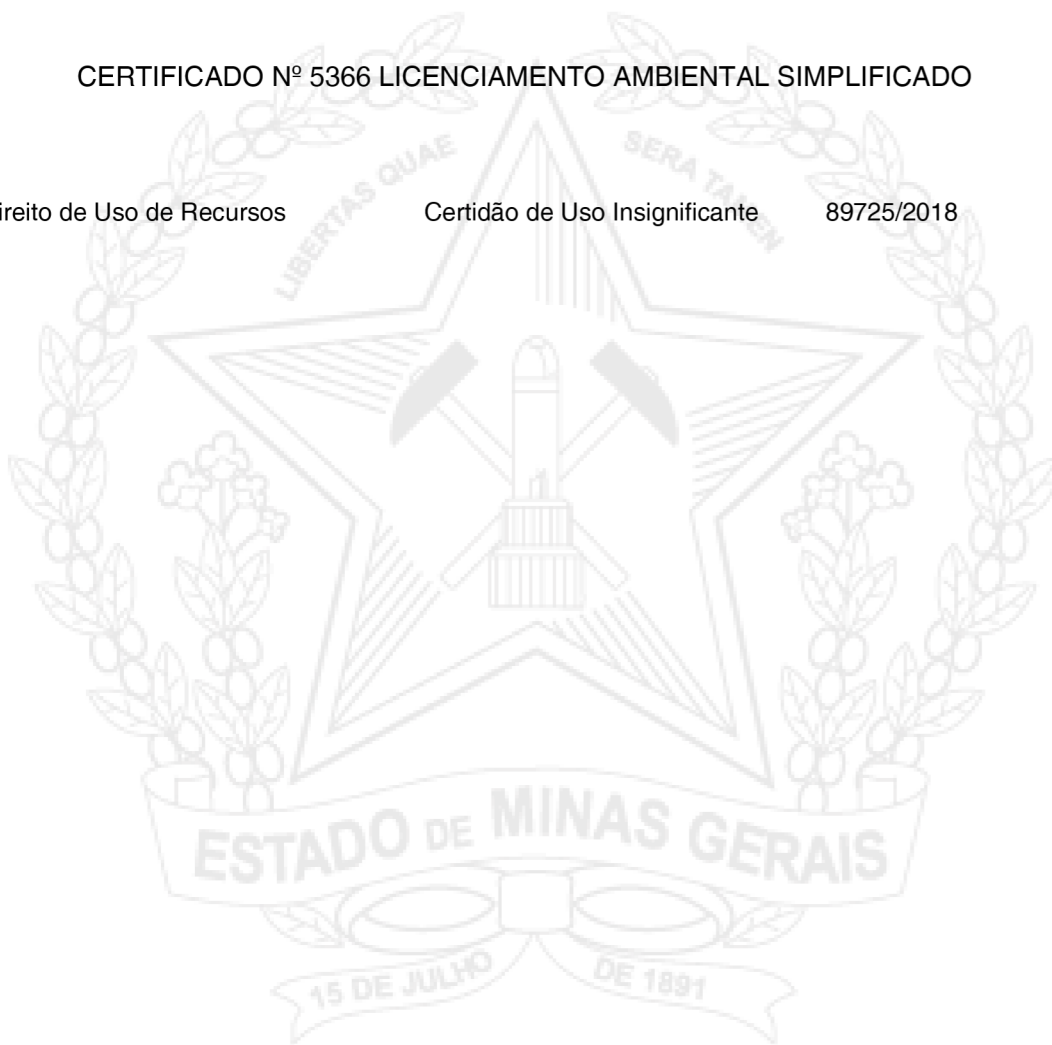 CERTIFICADO Nº 5366 LICENCIAMENTO AMBIENTAL SIMPLIFICADO
ireito de Uso de Recursos Certidão de Uso Insignificante 89725/2018
LIBERTAS QUAE SERA TAMEN
ESTADO DE MINAS GERAIS
15 DE JULHO DE 1891